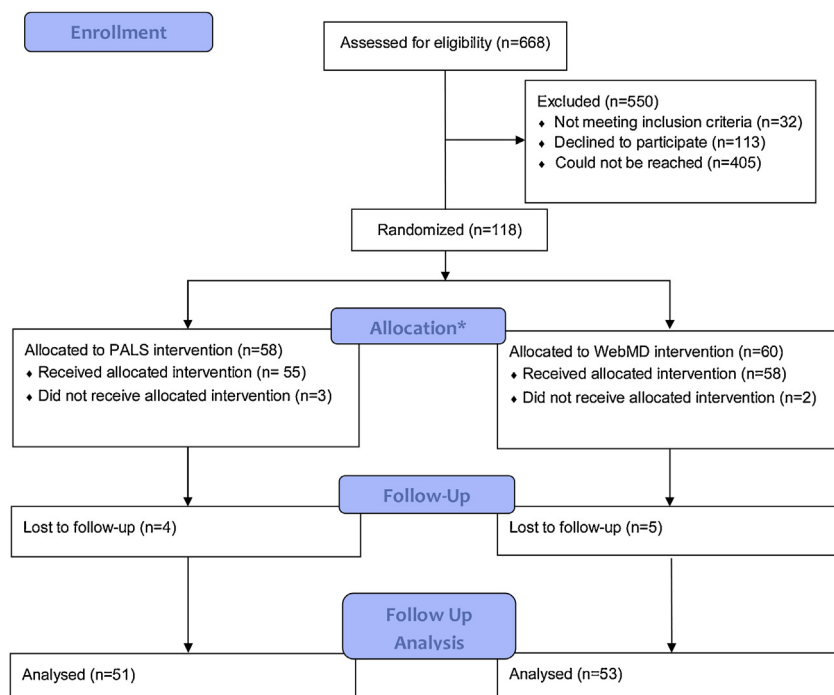 Enrollment
Assessed for eligibility (n=668)
Excluded (n=550)
♦ Not meeting inclusion criteria (n=32)
♦ Declined to participate (n=113)
♦ Could not be reached (n=405)
Randomized (n=118)
Allocation*
Allocated to PALS intervention (n=58)
♦ Received allocated intervention (n= 55)
♦ Did not receive allocated intervention (n=3)
Allocated to WebMD intervention (n=60)
♦ Received allocated intervention (n=58)
♦ Did not receive allocated intervention (n=2)
Follow-Up
Lost to follow-up (n=4)
Lost to follow-up (n=5)
Follow Up
Analysis
Analysed (n=51)
Analysed (n=53)